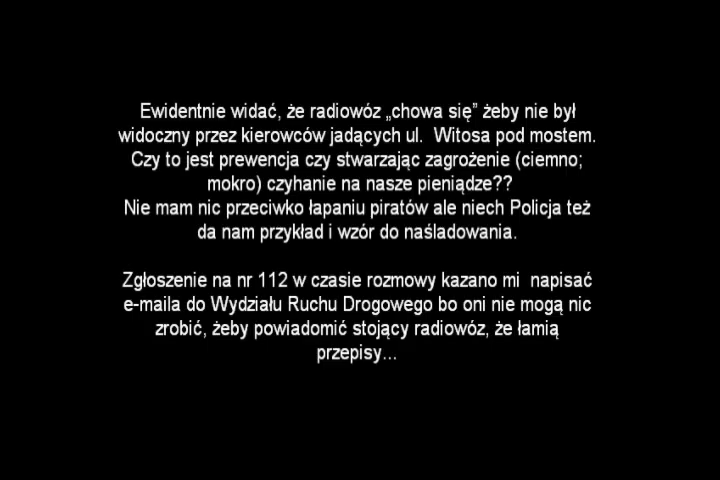 Ewidentnie widać, że radiowóz „chowa się” żeby nie był
widoczny przez kierowców jadących ul. Witosa pod mostem.
Czy to jest prewencja czy stwarzając zagrożenie (ciemno;
mokro) czyhanie na nasze pieniądze??
Nie mam nic przeciwko łapaniu piratów ale niech Policja też
da nam przykład i wzór do naśladowania.
Zgłoszenie na nr 112 w czasie rozmowy kazano mi napisać
e-maila do Wydziału Ruchu Drogowego bo oni nie mogą nic
zrobić, żeby powiadomić stojący radiowóz, że łamią
przepisy...